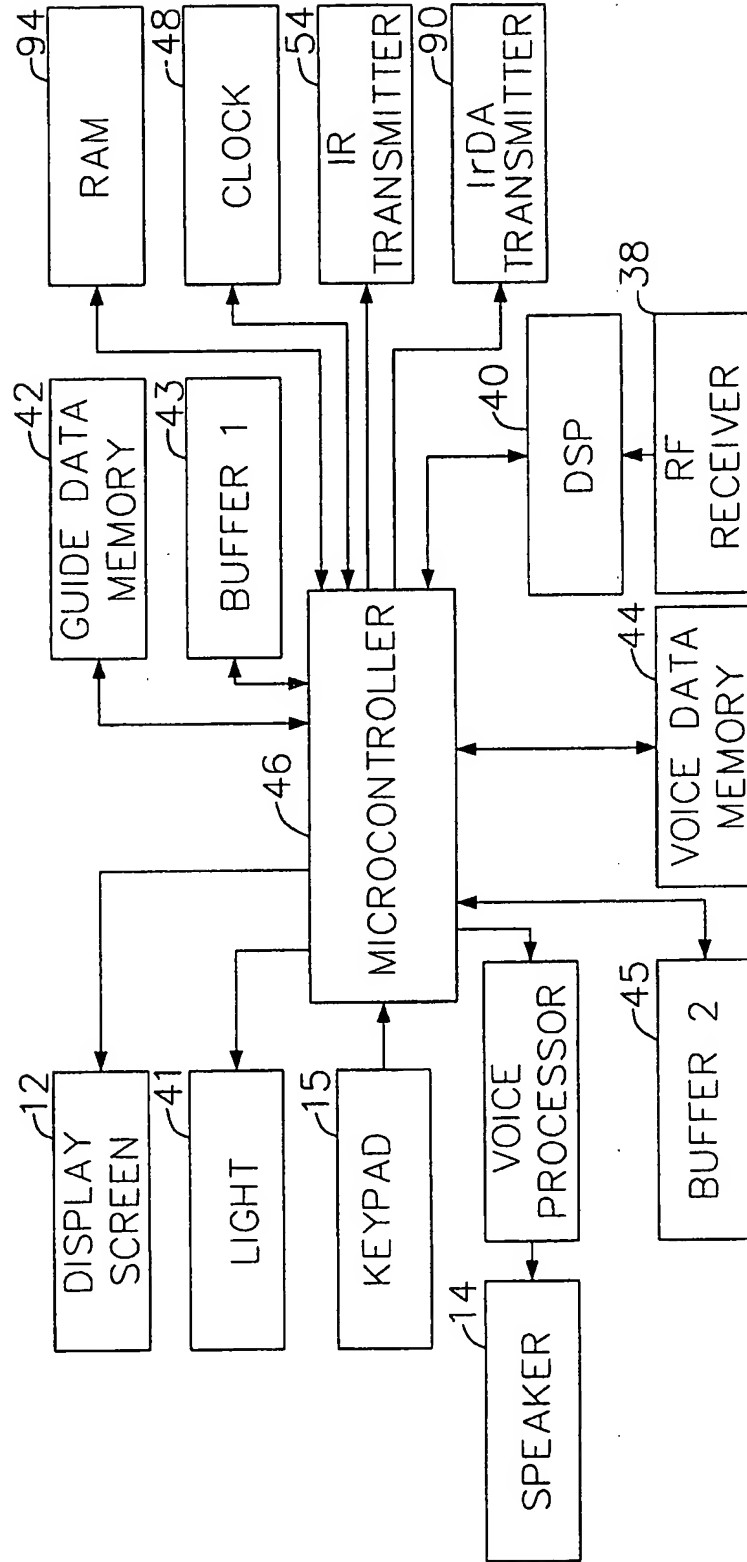 12
DISPLAY
SCREEN
41
LIGHT
15
KEYPAD
14
SPEAKER
VOICE
PROCESSOR
45
BUFFER 2
46
MICROCONTROLLER
42
GUIDE DATA
MEMORY
43
BUFFER 1
44
VOICE DATA
MEMORY
94
RAM
48
CLOCK
54
IR
TRANSMITTER
90
IrDA
TRANSMITTER
40
DSP
38
RF
RECEIVER